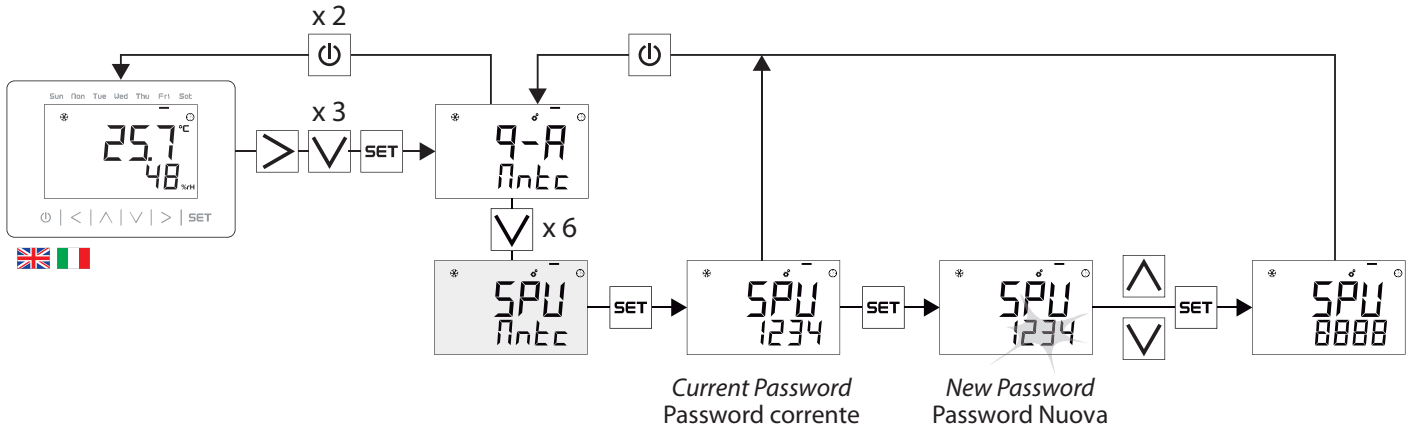 x 2
Sun Mon Tue Wed Thu Fri Sat
25.7 °C
48 %rH
SET
x 3
SET
9-A
Mntc
x 6
SPU
Mntc
SET
SPU
1234
SET
SPU
1234
SET
SPU
8888
Current Password
Password corrente
New Password
Password Nuova